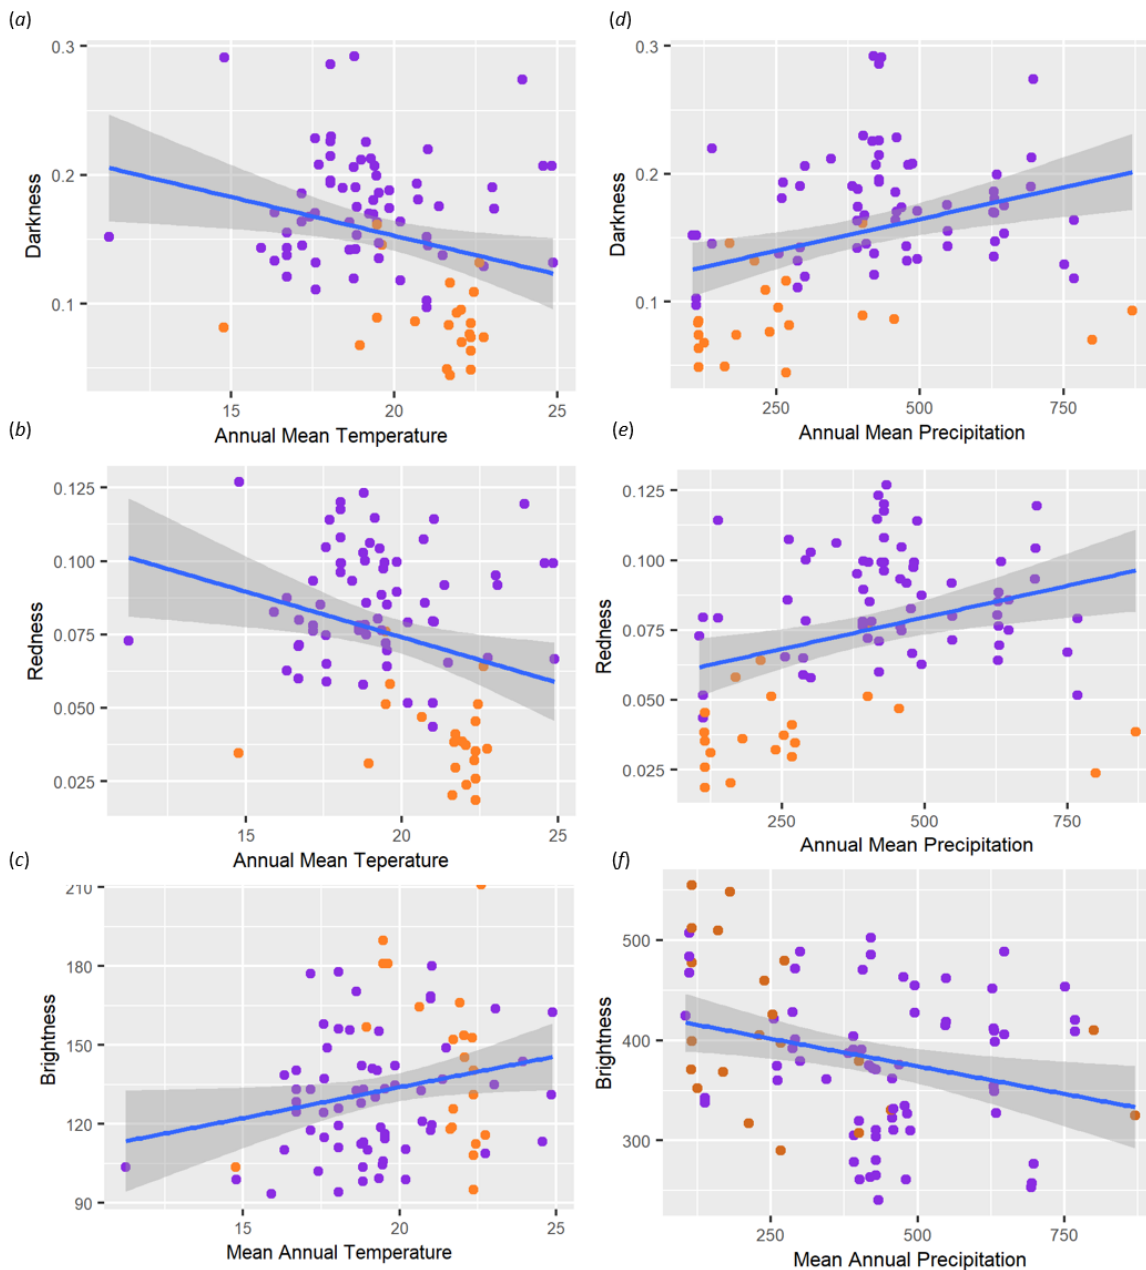 (a)
0.3
0.2
0.1
Darkness
15
20
25
Annual Mean Temperature
(d)
0.3
0.2
0.1
Darkness
250
500
750
Annual Mean Precipitation
(b)
0.125
0.100
0.075
0.050
0.025
Redness
15
20
25
Annual Mean Teperature
(e)
0.125
0.100
0.075
0.050
0.025
Redness
250
500
750
Annual Mean Precipitation
(c)
210
180
150
120
90
Brightness
15
20
25
Mean Annual Temperature
(f)
500
400
300
Brightness
250
500
750
Mean Annual Precipitation